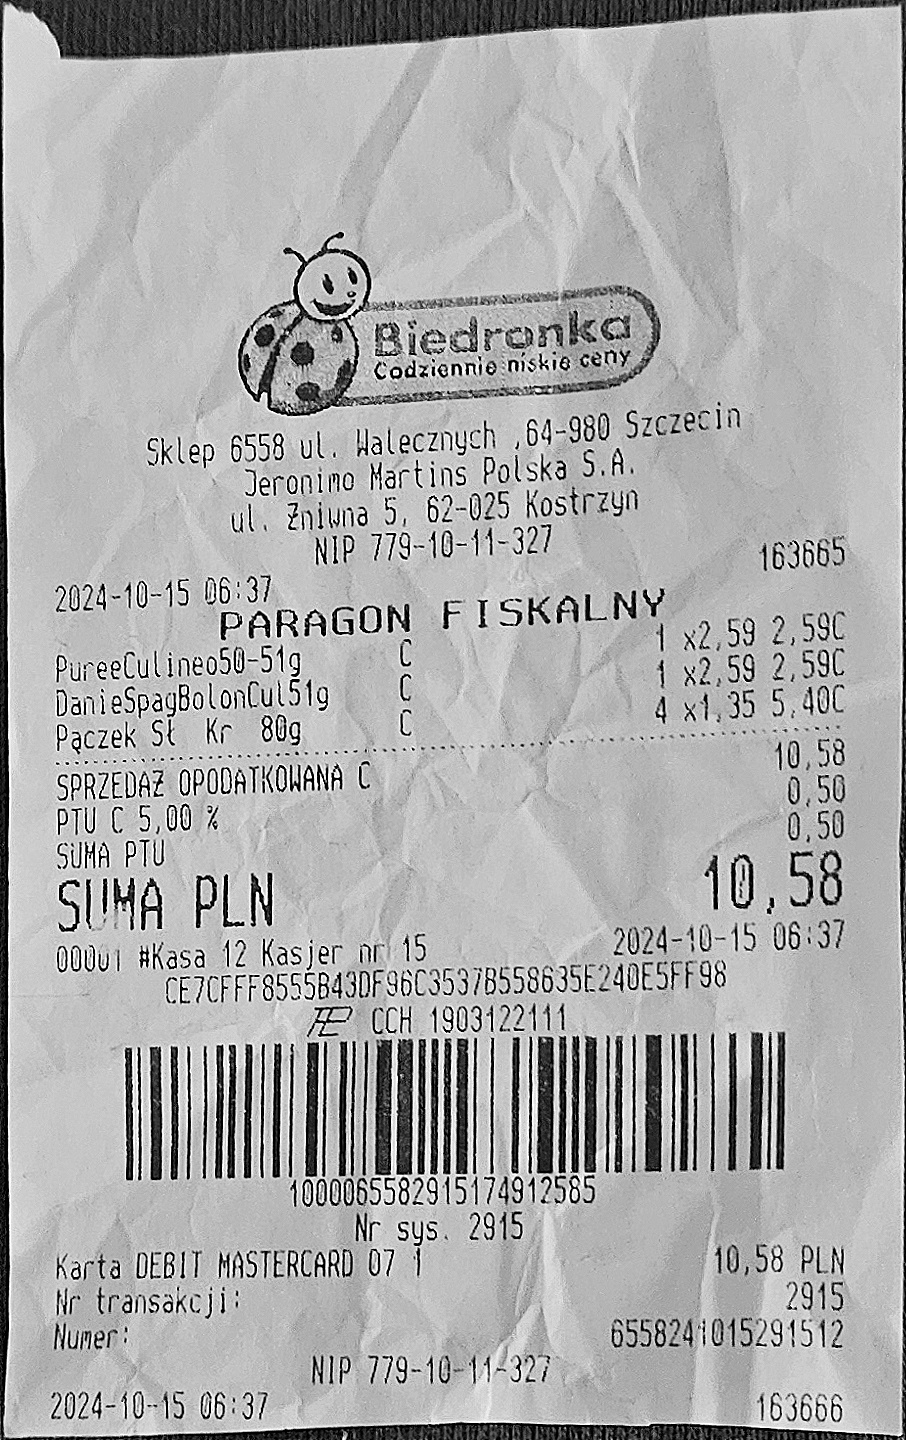 Biedronka
Codziennie niskie ceny
Sklep 6558 ul. Walecznych ,64-980 Szczecin
Jeronimo Martins Polska S.A.
ul. Żniwna 5, 62-025 Kostrzyn
NIP 779-10-11-327
2024-10-15 06:37 163665
PARAGON FISKALNY
PureeCulineo50-51g C 1 x2,59 2,59C
DanieSpagBolonCul51g C 1 x2,59 2,59C
Pączek Sł Kr 80g C 4 x1,35 5,40C
SPRZEDAŻ OPODATKOWANA C 10,58
PTU C 5,00 % 0,50
SUMA PTU 0,50
SUMA PLN 10,58
00001 #Kasa 12 Kasjer nr 15 2024-10-15 06:37
CE7CFFF8555B43DF96C3537B558635E240E5FF98
CCH 1903122111
1000065582915174912585
Nr sys. 2915
Karta DEBIT MASTERCARD 07 1 10,58 PLN
Nr transakcji: 2915
Numer: 6558241015291512
NIP 779-10-11-327
2024-10-15 06:37 163666